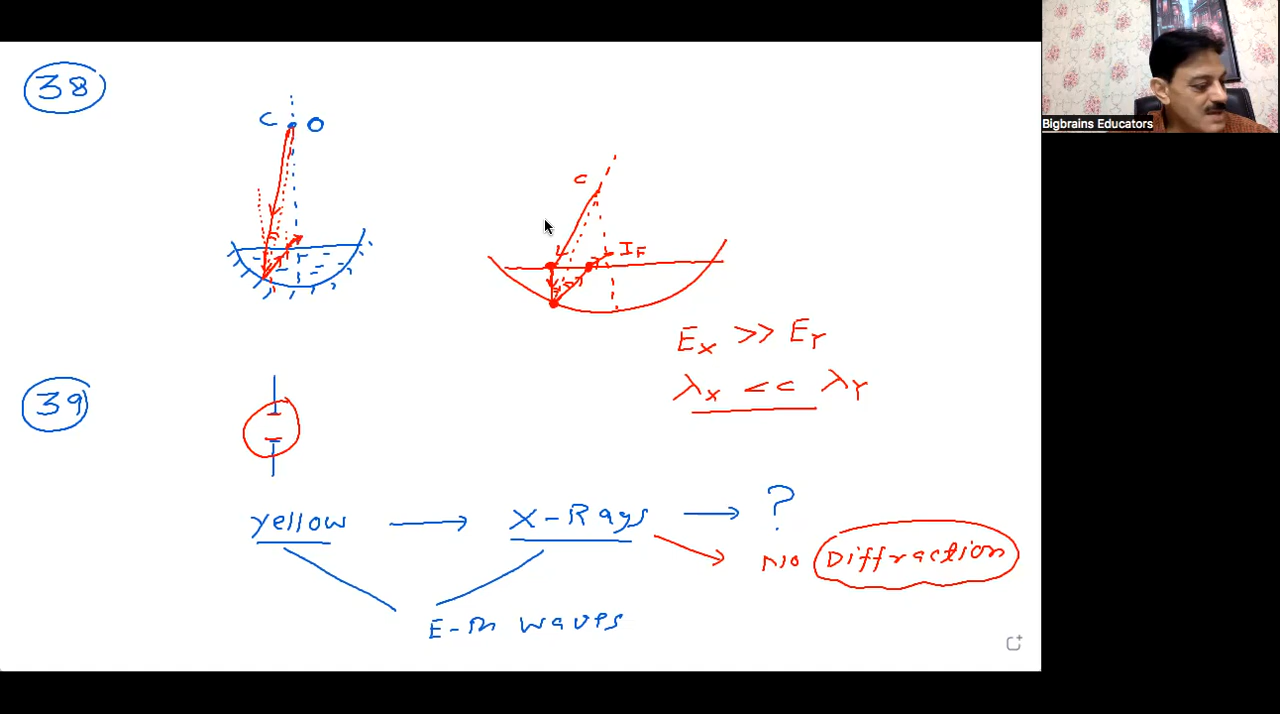 38
C O
C
I F
Ex >> Ey
λx << λy
39
yellow → X-Rays → ?
No Diffraction
E-m waves
Bigbrains Educators